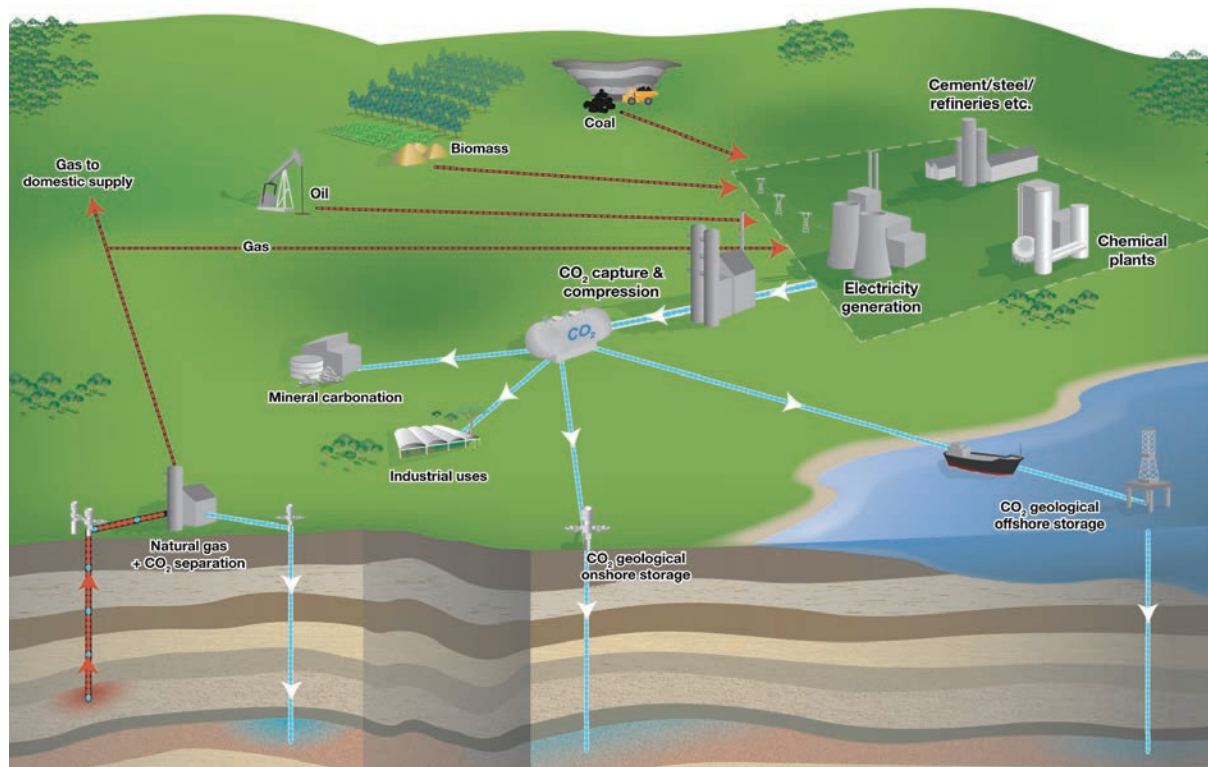 Cement/steel/
refineries etc.
Coal
Biomass
Gas to
domestic supply
Oil
Gas
Chemical
plants
CO₂ capture &
compression
Electricity
generation
CO₂
Mineral carbonation
Industrial uses
CO₂ geological
offshore storage
Natural gas
+ CO₂ separation
CO₂ geological
onshore storage